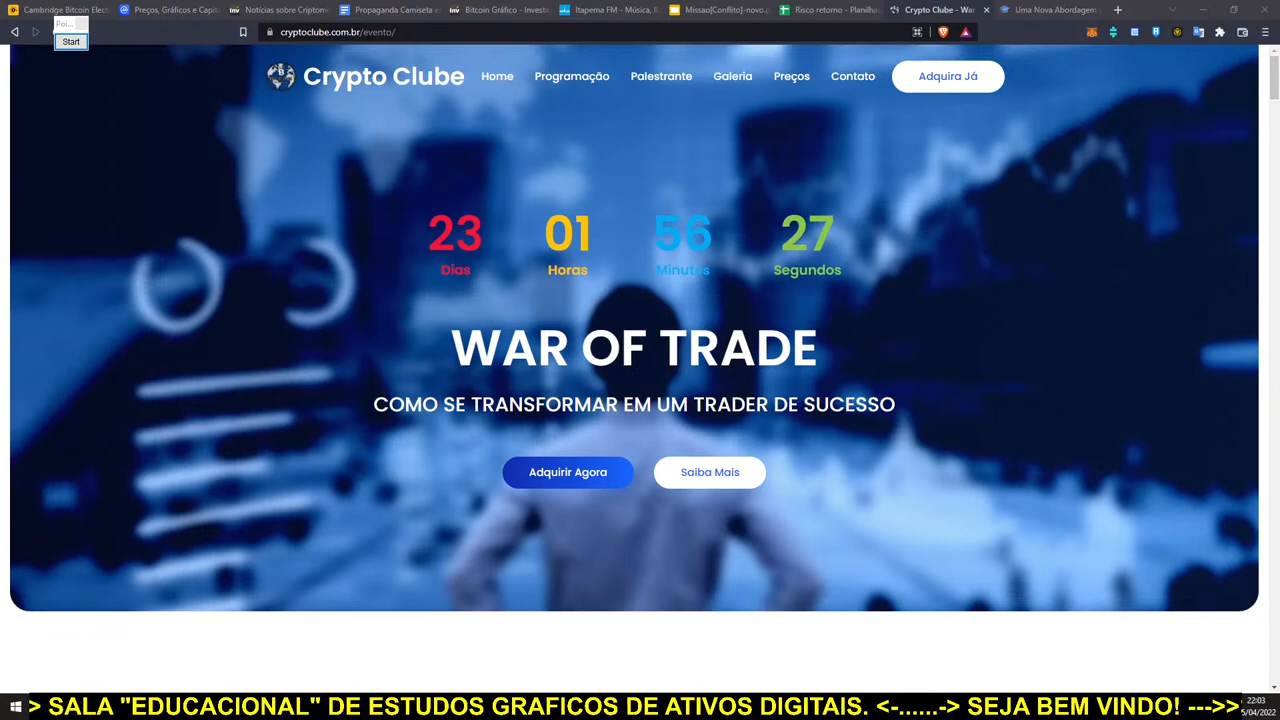 Cambridge Bitcoin Elect
Preços, Gráficos e Capita
Notícias sobre Criptomo
Propaganda Camiseta e
Bitcoin Gráfico - Investi
Itapema FM - Música, B
Missao[Conflito]-novo.p
Risco retorno - Planilha
Crypto Clube - War
Uma Nova Abordagem
Poi...
Start
cryptoclube.com.br/evento/
Crypto Clube
Home Programação Palestrante Galeria Preços Contato Adquira Já
23 01 56 27
Dias Horas Minutos Segundos
WAR OF TRADE
COMO SE TRANSFORMAR EM UM TRADER DE SUCESSO
Adquirir Agora Saiba Mais
> SALA "EDUCACIONAL" DE ESTUDOS GRAFICOS DE ATIVOS DIGITAIS. <-......-> SEJA BEM VINDO! --->>
22:03
5/04/2022